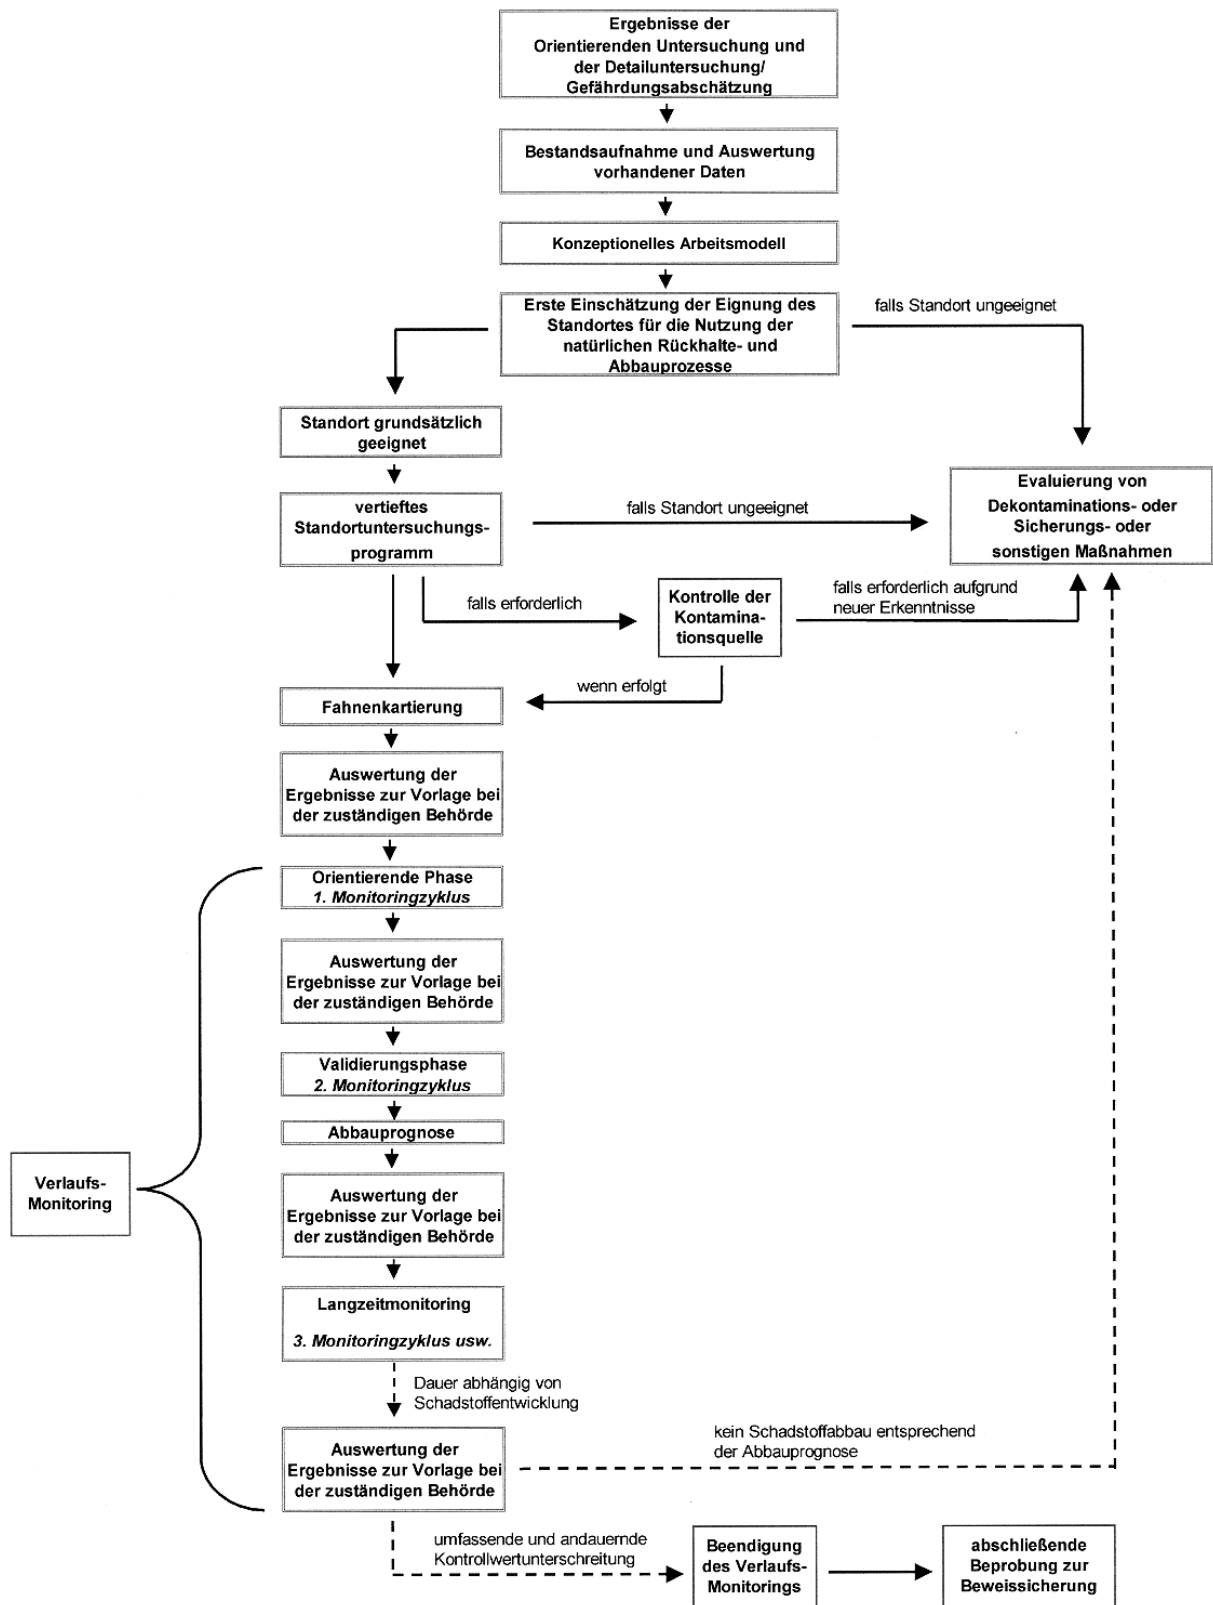 Ergebnisse der
Orientierenden Untersuchung und
der Detailuntersuchung/
Gefährdungsabschätzung
Bestandsaufnahme und Auswertung
vorhandener Daten
Konzeptionelles Arbeitsmodell
Erste Einschätzung der Eignung des
Standortes für die Nutzung der
natürlichen Rückhalte- und
Abbauprozesse
falls Standort ungeeignet
Standort grundsätzlich
geeignet
vertieftes
Standortuntersuchungs-
programm
falls Standort ungeeignet
Evaluierung von
Dekontaminations- oder
Sicherungs- oder
sonstigen Maßnahmen
falls erforderlich
Kontrolle der
Kontamina-
tionsquelle
falls erforderlich aufgrund
neuer Erkenntnisse
wenn erfolgt
Fahnenkartierung
Auswertung der
Ergebnisse zur Vorlage bei
der zuständigen Behörde
Orientierende Phase
1. Monitoringzyklus
Auswertung der
Ergebnisse zur Vorlage bei
der zuständigen Behörde
Validierungsphase
2. Monitoringzyklus
Abbauprognose
Verlaufs-
Monitoring
Auswertung der
Ergebnisse zur Vorlage bei
der zuständigen Behörde
Langzeitmonitoring
3. Monitoringzyklus usw.
Dauer abhängig von
Schadstoffentwicklung
Auswertung der
Ergebnisse zur Vorlage bei
der zuständigen Behörde
kein Schadstoffabbau entsprechend
der Abbauprognose
umfassende und andauernde
Kontrollwertunterschreitung
Beendigung
des Verlaufs-
Monitorings
abschließende
Beprobung zur
Beweissicherung